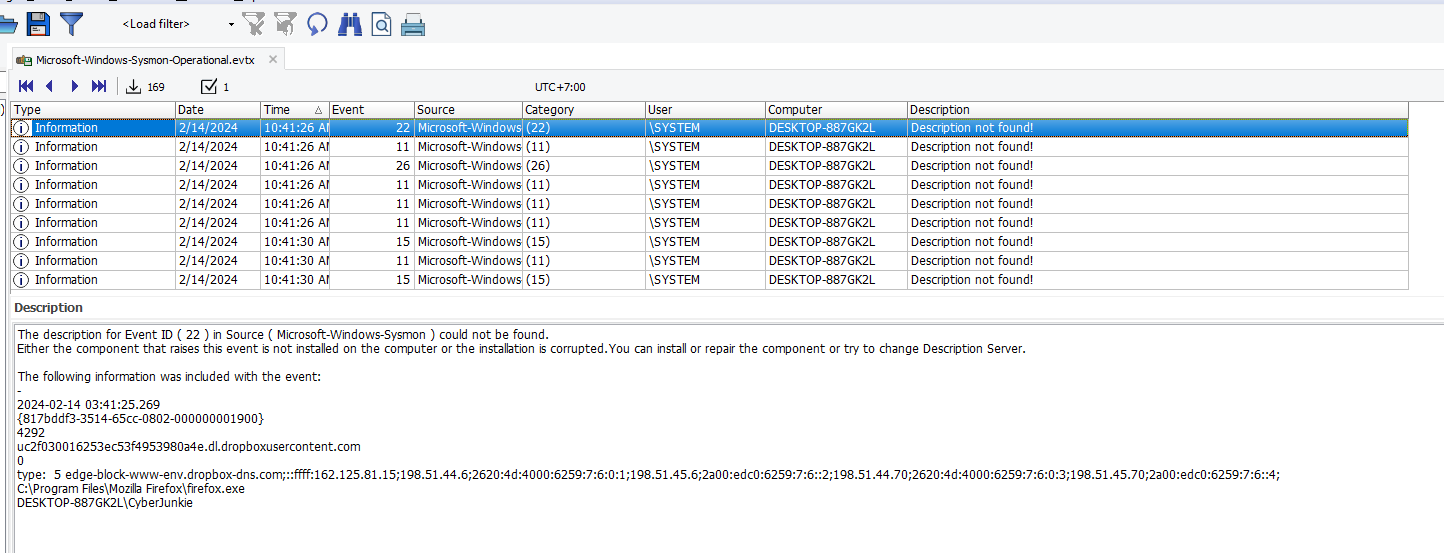 <Load filter>
Microsoft-Windows-Sysmon-Operational.evtx
169 1 UTC+7:00
Type Date Time Event Source Category User Computer Description
Information 2/14/2024 10:41:26 AM 22 Microsoft-Windows (22) \SYSTEM DESKTOP-887GK2L Description not found!
Information 2/14/2024 10:41:26 AM 11 Microsoft-Windows (11) \SYSTEM DESKTOP-887GK2L Description not found!
Information 2/14/2024 10:41:26 AM 26 Microsoft-Windows (26) \SYSTEM DESKTOP-887GK2L Description not found!
Information 2/14/2024 10:41:26 AM 11 Microsoft-Windows (11) \SYSTEM DESKTOP-887GK2L Description not found!
Information 2/14/2024 10:41:26 AM 11 Microsoft-Windows (11) \SYSTEM DESKTOP-887GK2L Description not found!
Information 2/14/2024 10:41:26 AM 11 Microsoft-Windows (11) \SYSTEM DESKTOP-887GK2L Description not found!
Information 2/14/2024 10:41:30 AM 15 Microsoft-Windows (15) \SYSTEM DESKTOP-887GK2L Description not found!
Information 2/14/2024 10:41:30 AM 11 Microsoft-Windows (11) \SYSTEM DESKTOP-887GK2L Description not found!
Information 2/14/2024 10:41:30 AM 15 Microsoft-Windows (15) \SYSTEM DESKTOP-887GK2L Description not found!
Description
The description for Event ID ( 22 ) in Source ( Microsoft-Windows-Sysmon ) could not be found.
Either the component that raises this event is not installed on the computer or the installation is corrupted.You can install or repair the component or try to change Description Server.
The following information was included with the event:
-
2024-02-14 03:41:25.269
{817bddf3-3514-65cc-0802-000000001900}
4292
uc2f030016253ec53f4953980a4e.dl.dropboxusercontent.com
0
type:  5 edge-block-www-env.dropbox-dns.com;::ffff:162.125.81.15;198.51.44.6;2620:4d:4000:6259:7:6:0:1;198.51.45.6;2a00:edc0:6259:7:6::2;198.51.44.70;2620:4d:4000:6259:7:6:0:3;198.51.45.70;2a00:edc0:6259:7:6::4;
C:\Program Files\Mozilla Firefox\firefox.exe
DESKTOP-887GK2L\CyberJunkie